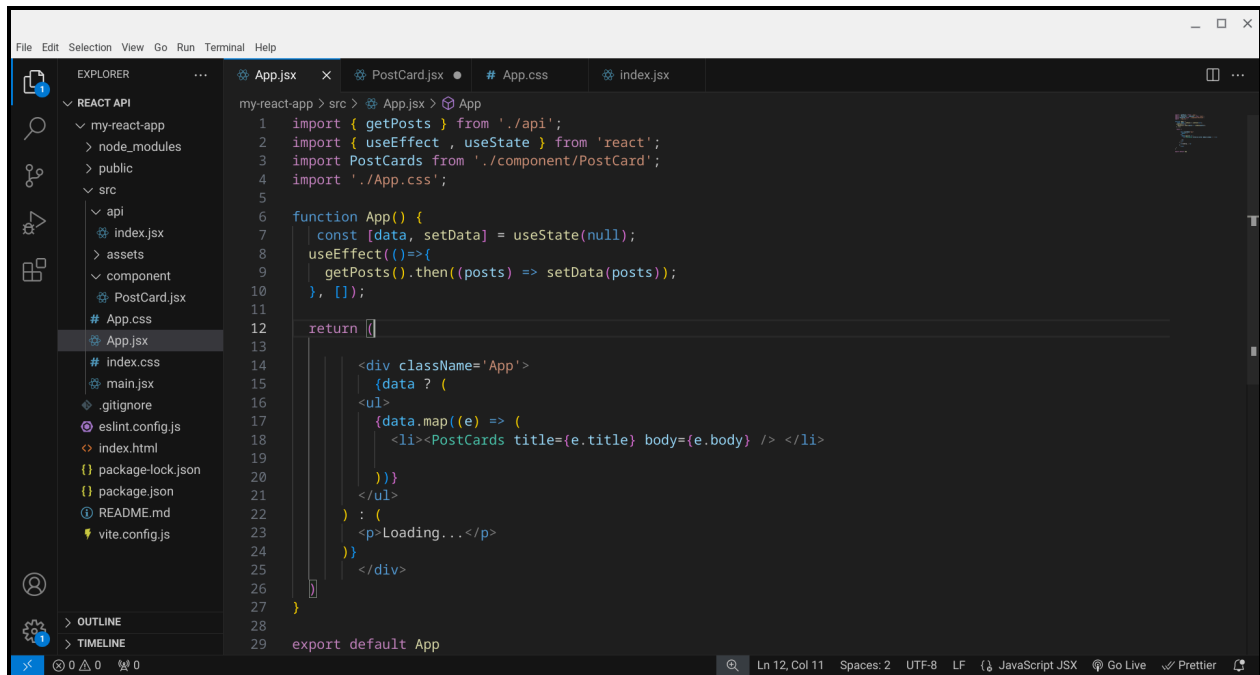 File Edit Selection View Go Run Terminal Help
EXPLORER ...
1
REACT API
my-react-app
node_modules
public
src
api
index.jsx
assets
component
PostCard.jsx
# App.css
App.jsx
# index.css
main.jsx
.gitignore
eslint.config.js
<> index.html
{} package-lock.json
{} package.json
README.md
vite.config.js
OUTLINE
TIMELINE
1
App.jsx PostCard.jsx # App.css index.jsx
my-react-app > src > App.jsx > App
1 import { getPosts } from './api';
2 import { useEffect , useState } from 'react';
3 import PostCards from './component/PostCard';
4 import './App.css';
5
6 function App() {
7 const [data, setData] = useState(null);
8 useEffect(()=>{
9 getPosts().then((posts) => setData(posts));
10 }, []);
11
12 return (
13
14 <div className='App'>
15 {data ? (
16 <ul>
17 {data.map((e) => (
18 <li><PostCards title={e.title} body={e.body} /> </li>
19
20 ))}
21 </ul>
22 ) : (
23 <p>Loading...</p>
24 )}
25 </div>
26 )
27 }
28
29 export default App
0 0 0 Ln 12, Col 11 Spaces: 2 UTF-8 LF JavaScript JSX Go Live Prettier